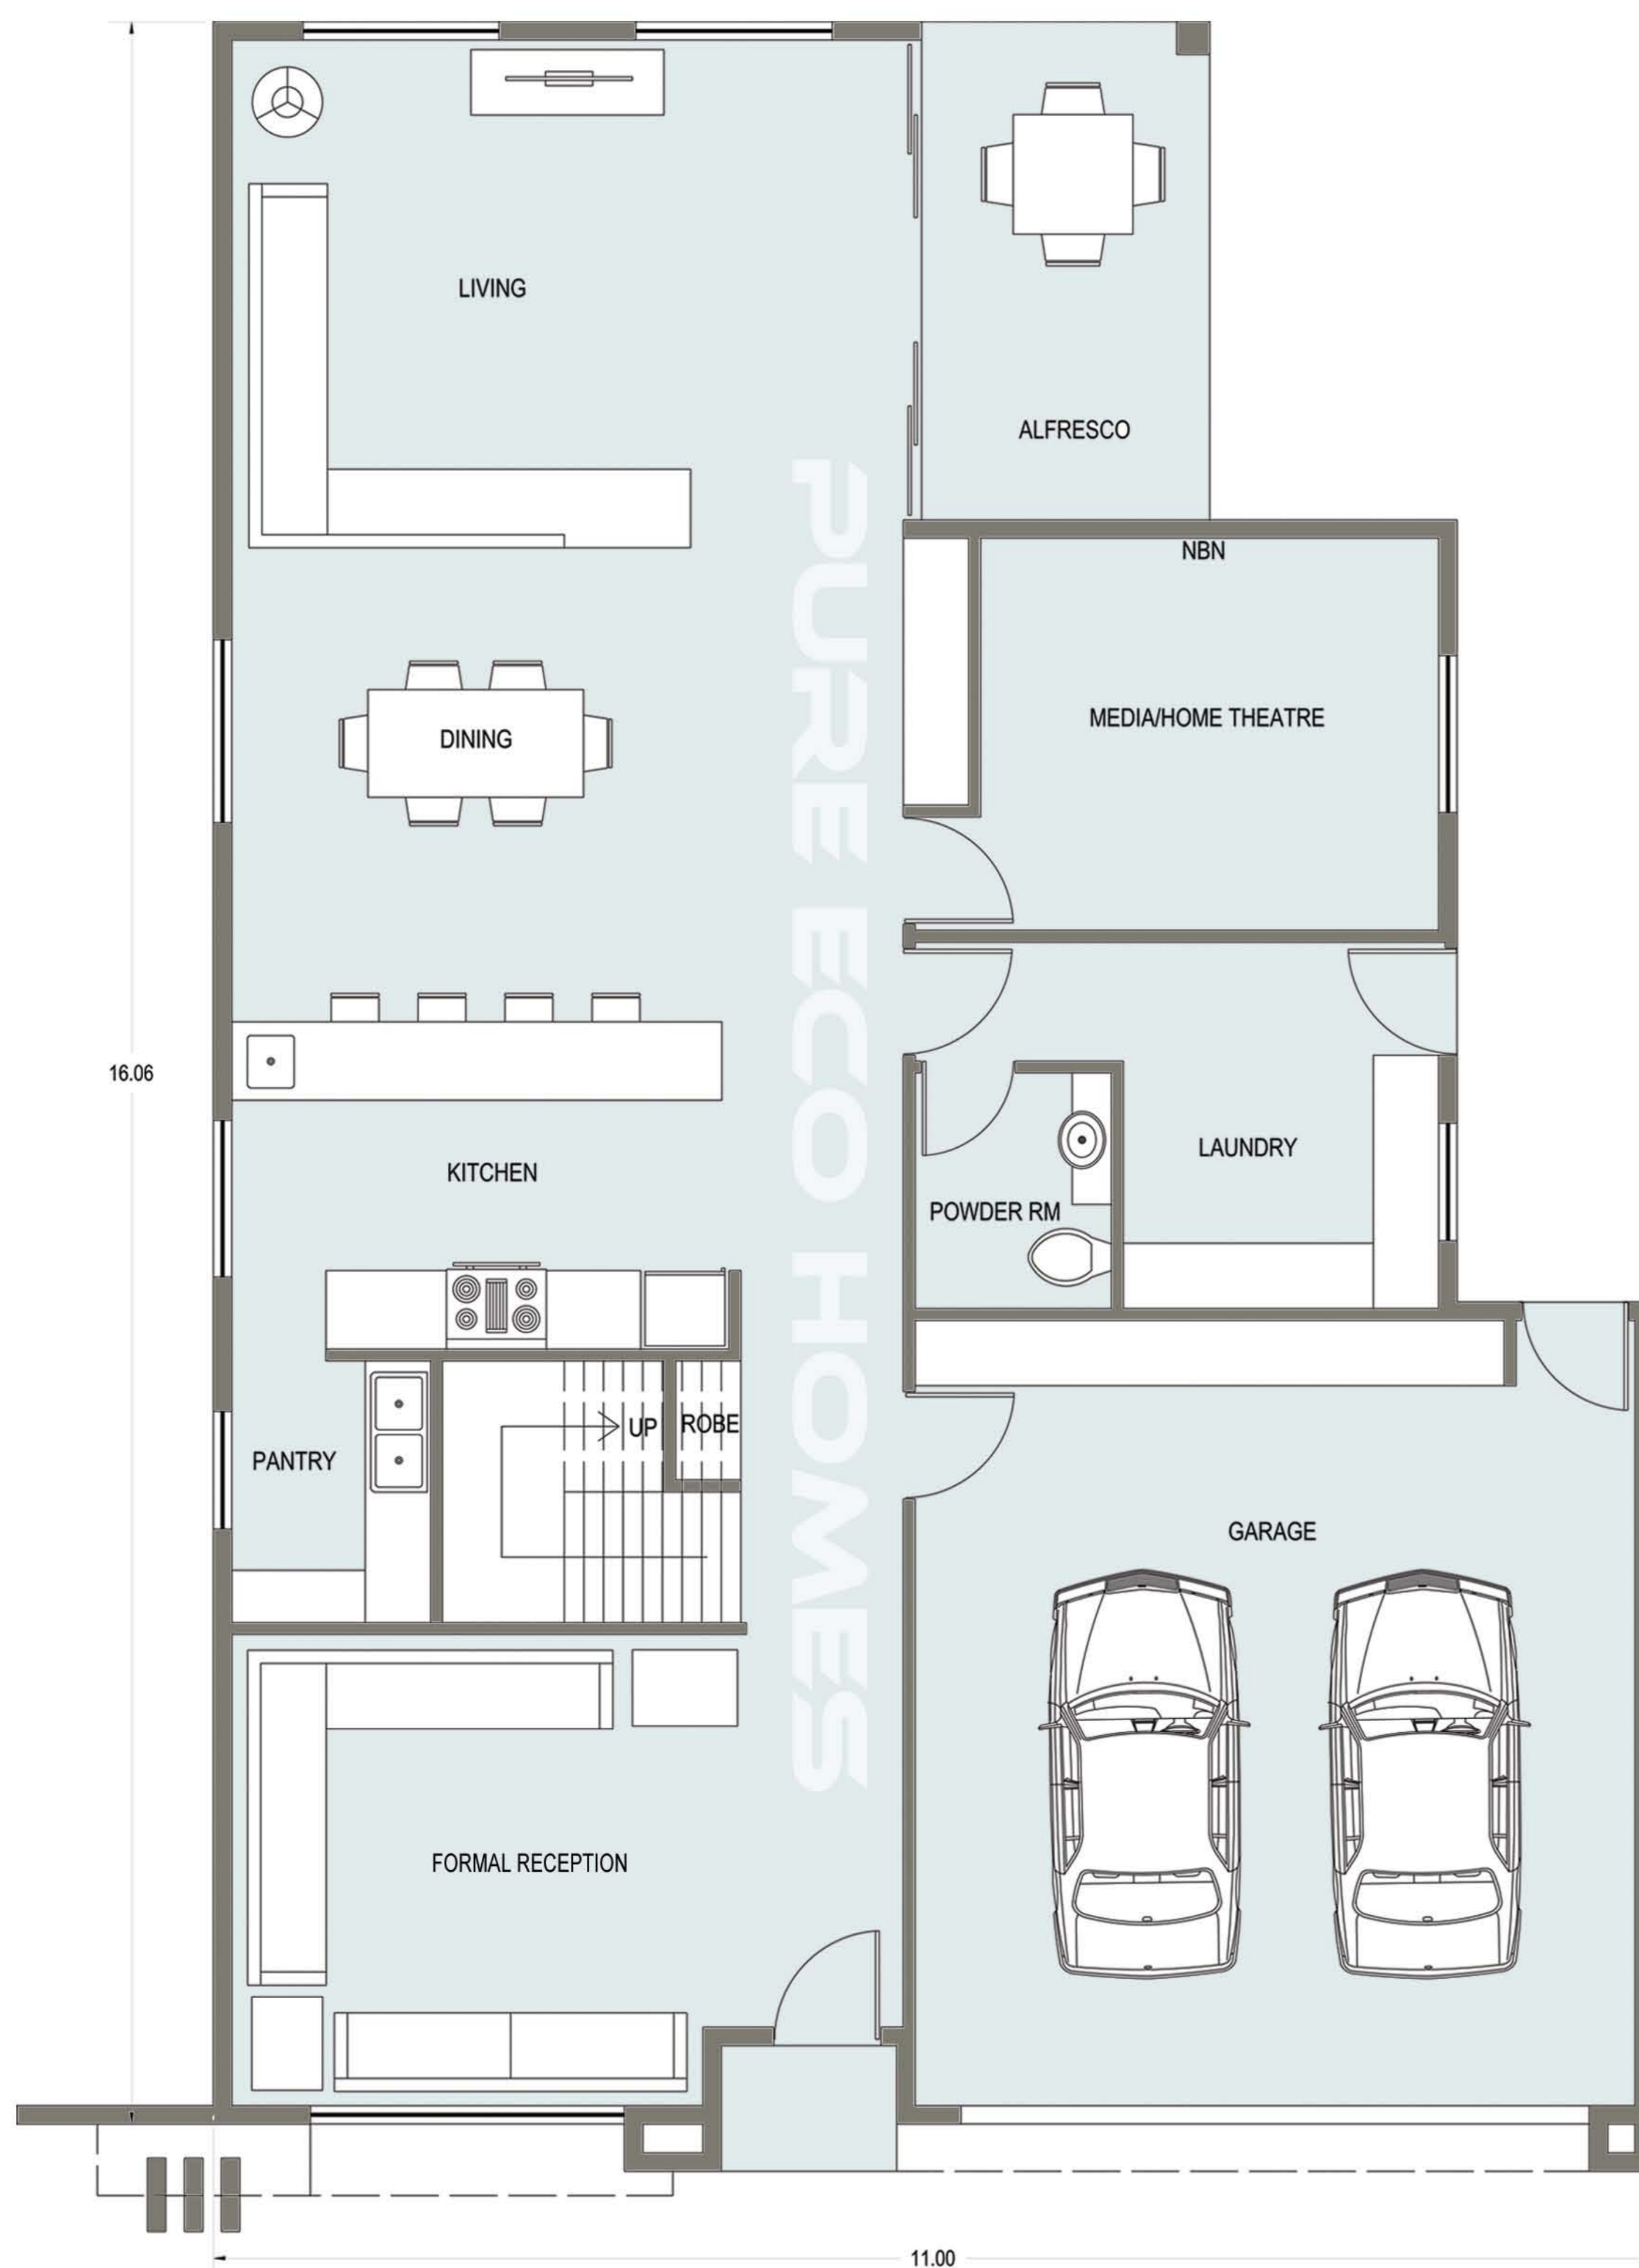 LIVING
ALFRESCO
NBN
MEDIA/HOME THEATRE
DINING
16.06
KITCHEN
LAUNDRY
POWDER RM
UP
ROBE
PANTRY
GARAGE
FORMAL RECEPTION
PURE ECO HOMES
11.00